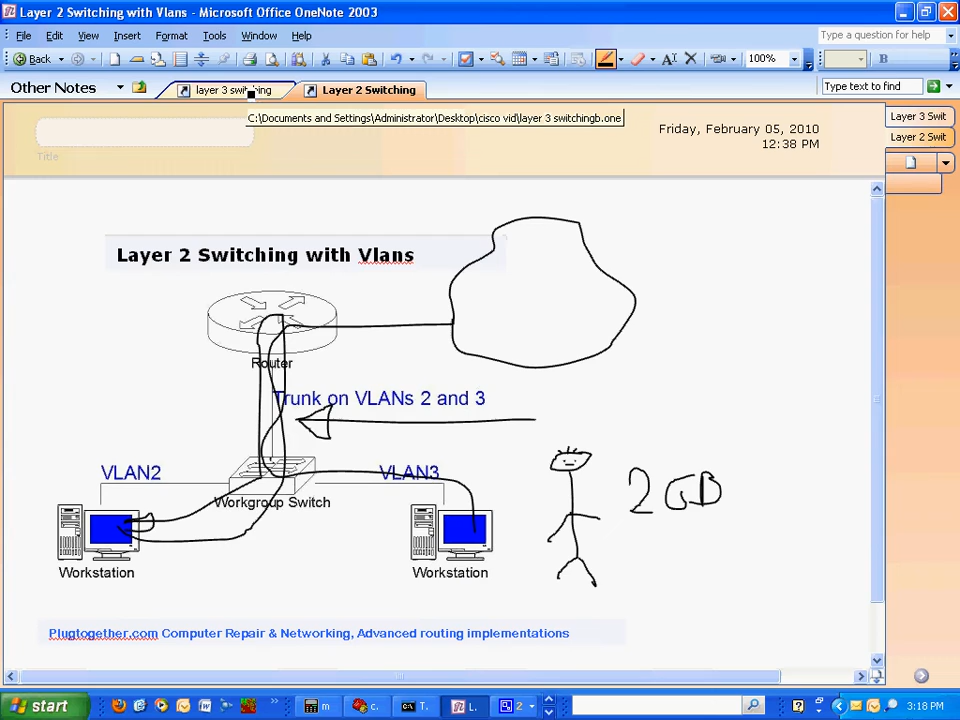 Layer 2 Switching with Vlans - Microsoft Office OneNote 2003
File Edit View Insert Format Tools Window Help
Type a question for help
Back
100%
B
Other Notes
layer 3 switching
Layer 2 Switching
Type text to find
C:\Documents and Settings\Administrator\Desktop\cisco vid\layer 3 switchingb.one
Layer 3 Swit
Layer 2 Swit
Title
Friday, February 05, 2010
12:38 PM
Layer 2 Switching with Vlans
Router
Trunk on VLANs 2 and 3
VLAN2
VLAN3
Workgroup Switch
2 GB
Workstation
Workstation
Plugtogether.com Computer Repair & Networking, Advanced routing implementations
start
m
c.
T.
L.
2
3:18 PM